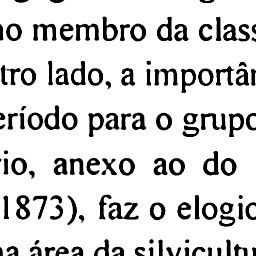 no membro da class
tro lado, a importân
eríodo para o grupo
rio, anexo ao do
1873), faz o elogio
na área da silvicultu